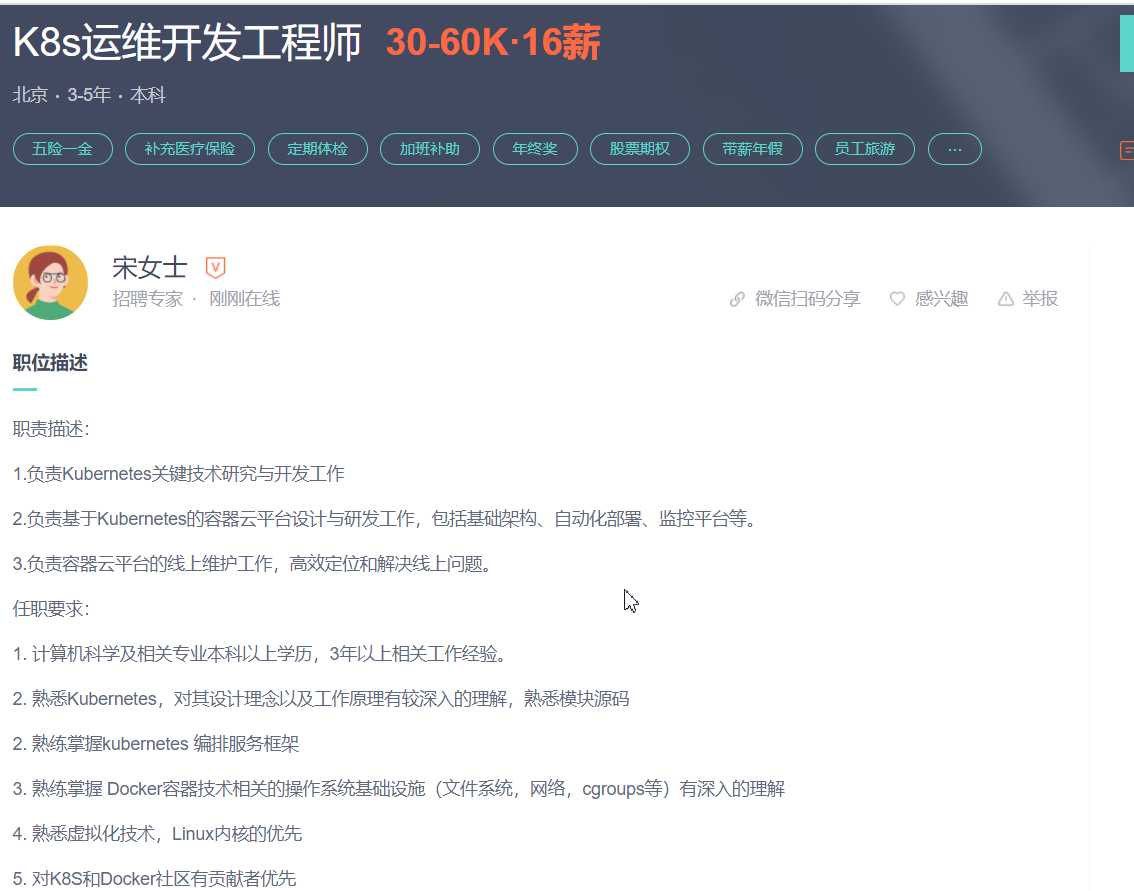 K8s运维开发工程师 30-60K·16薪
北京 · 3-5年 · 本科
五险一金 补充医疗保险 定期体检 加班补助 年终奖 股票期权 带薪年假 员工旅游 ...
宋女士 V
招聘专家 · 刚刚在线 微信扫码分享 感兴趣 举报
职位描述
职责描述：
1.负责Kubernetes关键技术研究与开发工作
2.负责基于Kubernetes的容器云平台设计与研发工作，包括基础架构、自动化部署、监控平台等。
3.负责容器云平台的线上维护工作，高效定位和解决线上问题。
任职要求：
1. 计算机科学及相关专业本科以上学历，3年以上相关工作经验。
2. 熟悉Kubernetes，对其设计理念以及工作原理有较深入的理解，熟悉模块源码
2. 熟练掌握kubernetes 编排服务框架
3. 熟练掌握 Docker容器技术相关的操作系统基础设施（文件系统，网络，cgroups等）有深入的理解
4. 熟悉虚拟化技术，Linux内核的优先
5. 对K8S和Docker社区有贡献者优先